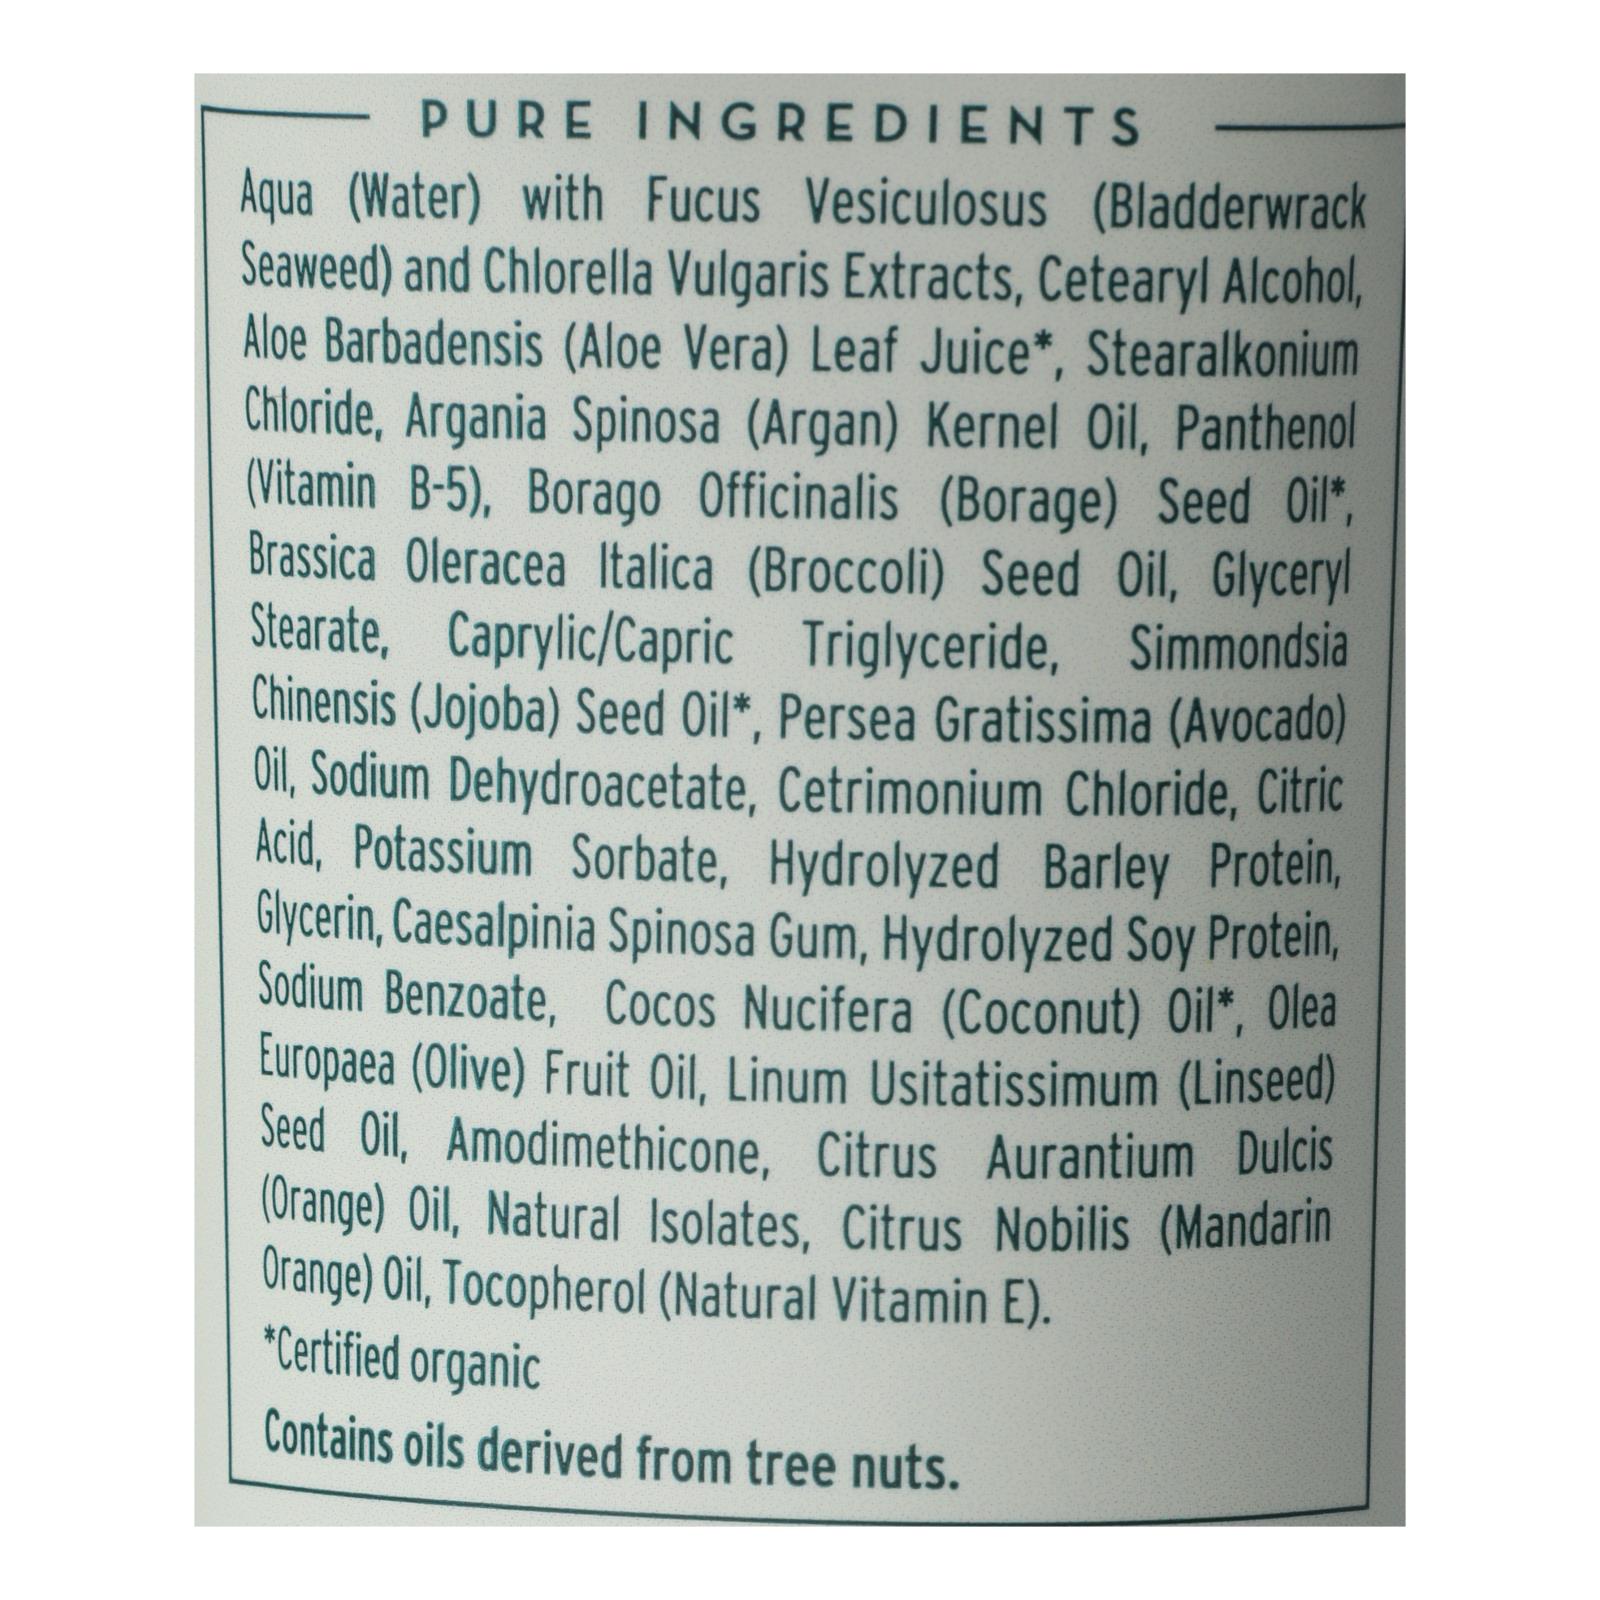 PURE INGREDIENTS
Aqua (Water) with Fucus Vesiculosus (Bladderwrack
Seaweed) and Chlorella Vulgaris Extracts, Cetearyl Alcohol,
Aloe Barbadensis (Aloe Vera) Leaf Juice*, Stearalkonium
Chloride, Argania Spinosa (Argan) Kernel Oil, Panthenol
(Vitamin B-5), Borago Officinalis (Borage) Seed Oil*,
Brassica Oleracea Italica (Broccoli) Seed Oil, Glyceryl
Stearate, Caprylic/Capric Triglyceride, Simmondsia
Chinensis (Jojoba) Seed Oil*, Persea Gratissima (Avocado)
Oil, Sodium Dehydroacetate, Cetrimonium Chloride, Citric
Acid, Potassium Sorbate, Hydrolyzed Barley Protein,
Glycerin, Caesalpinia Spinosa Gum, Hydrolyzed Soy Protein,
Sodium Benzoate, Cocos Nucifera (Coconut) Oil*, Olea
Europaea (Olive) Fruit Oil, Linum Usitatissimum (Linseed)
Seed Oil, Amodimethicone, Citrus Aurantium Dulcis
(Orange) Oil, Natural Isolates, Citrus Nobilis (Mandarin
Orange) Oil, Tocopherol (Natural Vitamin E).
*Certified organic
Contains oils derived from tree nuts.